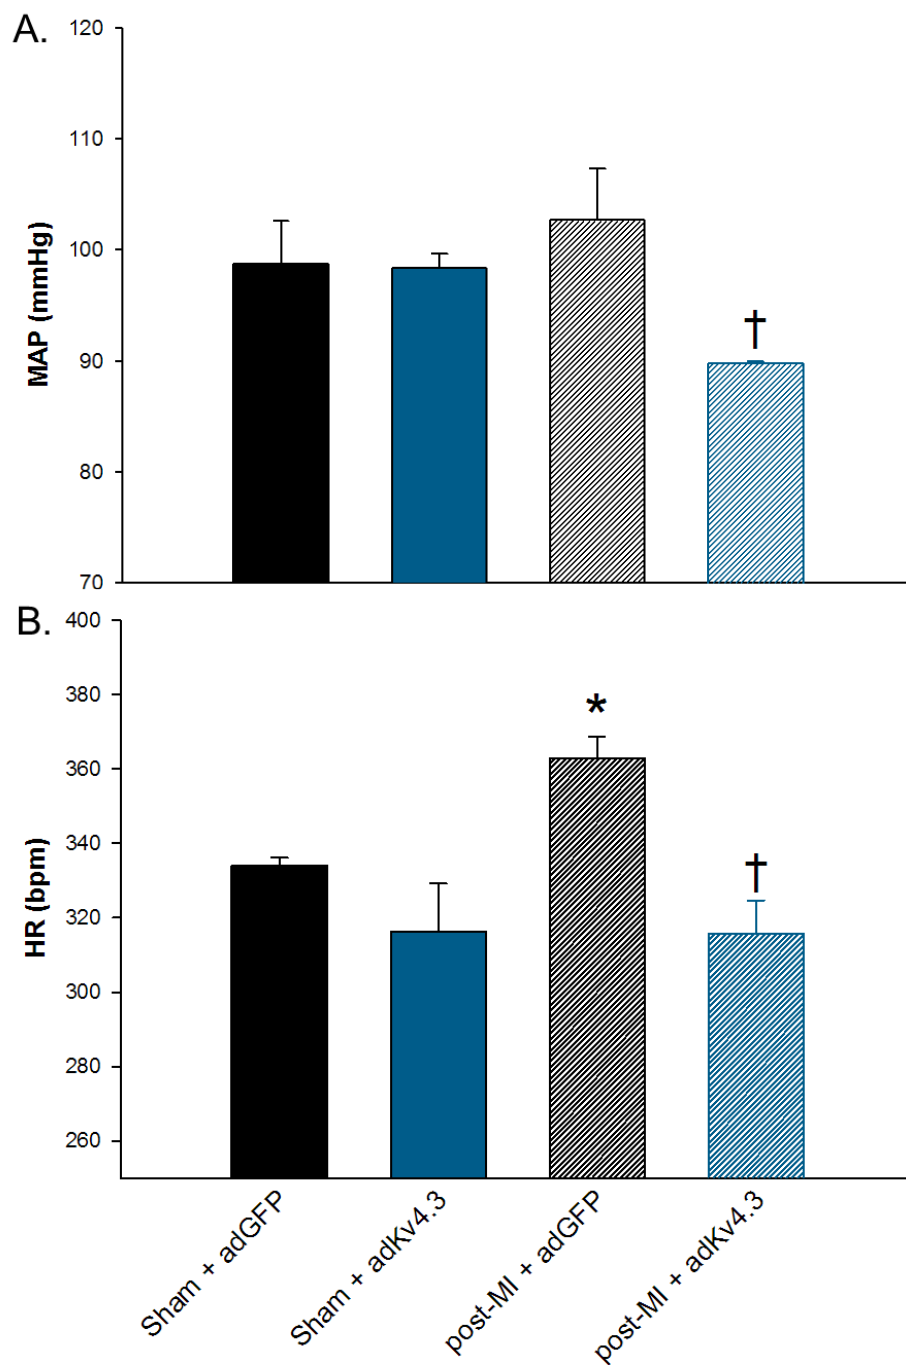 A.
120
110
100
90
80
70
MAP (mmHg)
†
B.
400
380
360
340
320
300
280
260
HR (bpm)
*
†
Sham + adGFP
Sham + adKv4.3
post-MI + adGFP
post-MI + adKv4.3